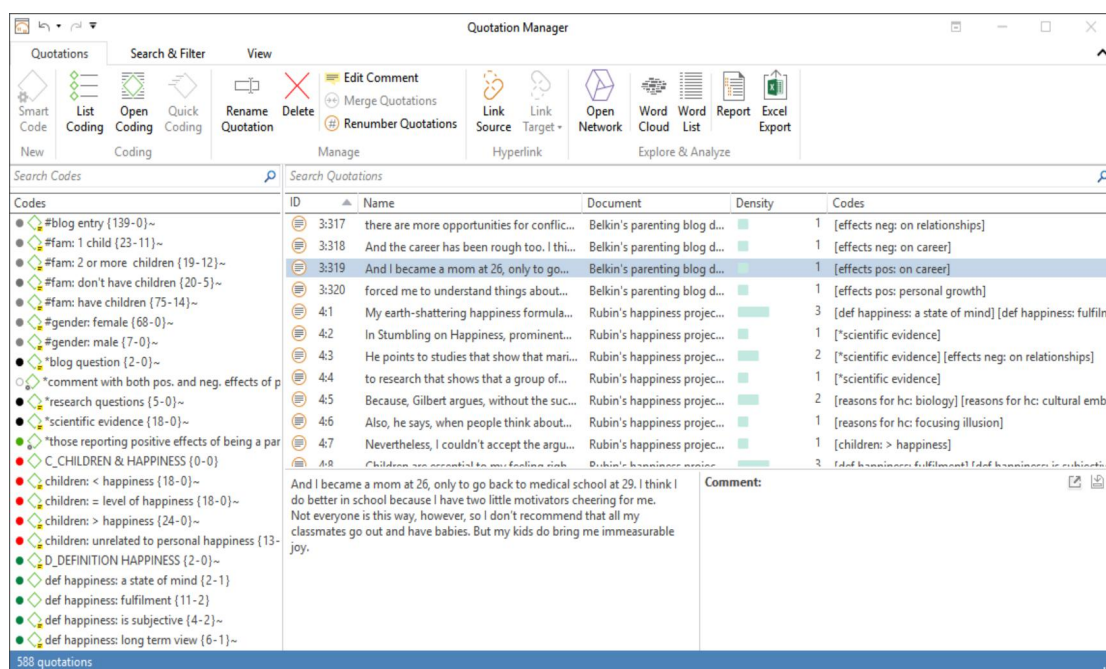 Quotation Manager
Quotations Search & Filter View
Smart Code
List Coding
Open Coding
Quick Coding
Rename Quotation
Delete
Edit Comment
Merge Quotations
Renumber Quotations
Link Source
Link Target
Open Network
Word Cloud
Word List
Report
Excel Export
New Coding Manage Hyperlink Explore & Analyze
Search Codes
Codes
#blog entry {139-0}~
#fam: 1 child {23-11}~
#fam: 2 or more children {19-12}~
#fam: don't have children {20-5}~
#fam: have children {75-14}~
#gender: female {68-0}~
#gender: male {7-0}~
*blog question {2-0}~
*comment with both pos. and neg. effects of p
*research questions {5-0}~
*scientific evidence {18-0}~
*those reporting positive effects of being a par
C_CHILDREN & HAPPINESS {0-0}
children: < happiness {18-0}~
children: = level of happiness {18-0}~
children: > happiness {24-0}~
children: unrelated to personal happiness {13-
D_DEFINITION HAPPINESS {2-0}~
def happiness: a state of mind {2-1}
def happiness: fulfilment {11-2}
def happiness: is subjective {4-2}~
def happiness: long term view {6-1}~
Search Quotations
ID Name Document Density Codes
3:317 there are more opportunities for conflic... Belkin's parenting blog d... 1 [effects neg: on relationships]
3:318 And the career has been rough too. I thi... Belkin's parenting blog d... 1 [effects neg: on career]
3:319 And I became a mom at 26, only to go... Belkin's parenting blog d... 1 [effects pos: on career]
3:320 forced me to understand things about... Belkin's parenting blog d... 1 [effects pos: personal growth]
4:1 My earth-shattering happiness formula... Rubin's happiness projec... 3 [def happiness: a state of mind] [def happiness: fulfiln
4:2 In Stumbling on Happiness, prominent... Rubin's happiness projec... 1 [*scientific evidence]
4:3 He points to studies that show that mari... Rubin's happiness projec... 2 [*scientific evidence] [effects neg: on relationships]
4:4 to research that shows that a group of... Rubin's happiness projec... 1 [*scientific evidence]
4:5 Because, Gilbert argues, without the suc... Rubin's happiness projec... 2 [reasons for hc: biology] [reasons for hc: cultural emb
4:6 Also, he says, when people think about... Rubin's happiness projec... 1 [reasons for hc: focusing illusion]
4:7 Nevertheless, I couldn't accept the argu... Rubin's happiness projec... 1 [children: > happiness]
4:8 Children are essential to my feeling righ... Rubin's happiness projec... 3 [def happiness: fulfilment] [def happiness: is subjectiv
And I became a mom at 26, only to go back to medical school at 29. I think I
do better in school because I have two little motivators cheering for me.
Not everyone is this way, however, so I don't recommend that all my
classmates go out and have babies. But my kids do bring me immeasurable
joy.
Comment:
588 quotations